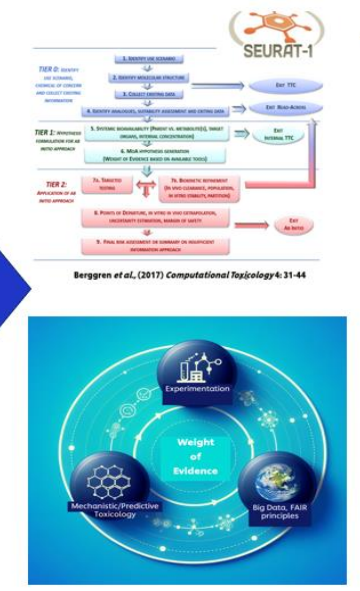 SEURAT-1
1. Identify use scenario
TIER 0: Identify
use scenario,
chemical of concern
and collect existing
information
2. Identify molecular structure
Exit TTC
3. Collect existing data
4. Identify analogues, suitability assessment and existing data
Exit Read-Across
TIER 1: Hypothesis
formulation for ab
initio approach
5. Systemic bioavailability (Parent vs. metabolite(s), target
organs, internal concentration)
Exit
Internal TTC
6. MoA hypothesis generation
(Weight of Evidence based on available tools)
TIER 2:
Application of ab
initio approach
7a. Targeted
testing
7b. Biokinetic refinement
(in vivo clearance, population,
in vitro stability, partition)
8. Points of Departure, in vitro in vivo extrapolation,
uncertainty estimation, margin of safety
Exit
Ab Initio
9. Final risk assessment or summary on insufficient
information approach
Berggren et al., (2017) Computational Toxicology 4: 31-44
Experimentation
Weight
of
Evidence
Mechanistic/Predictive
Toxicology
Big Data, FAIR
principles